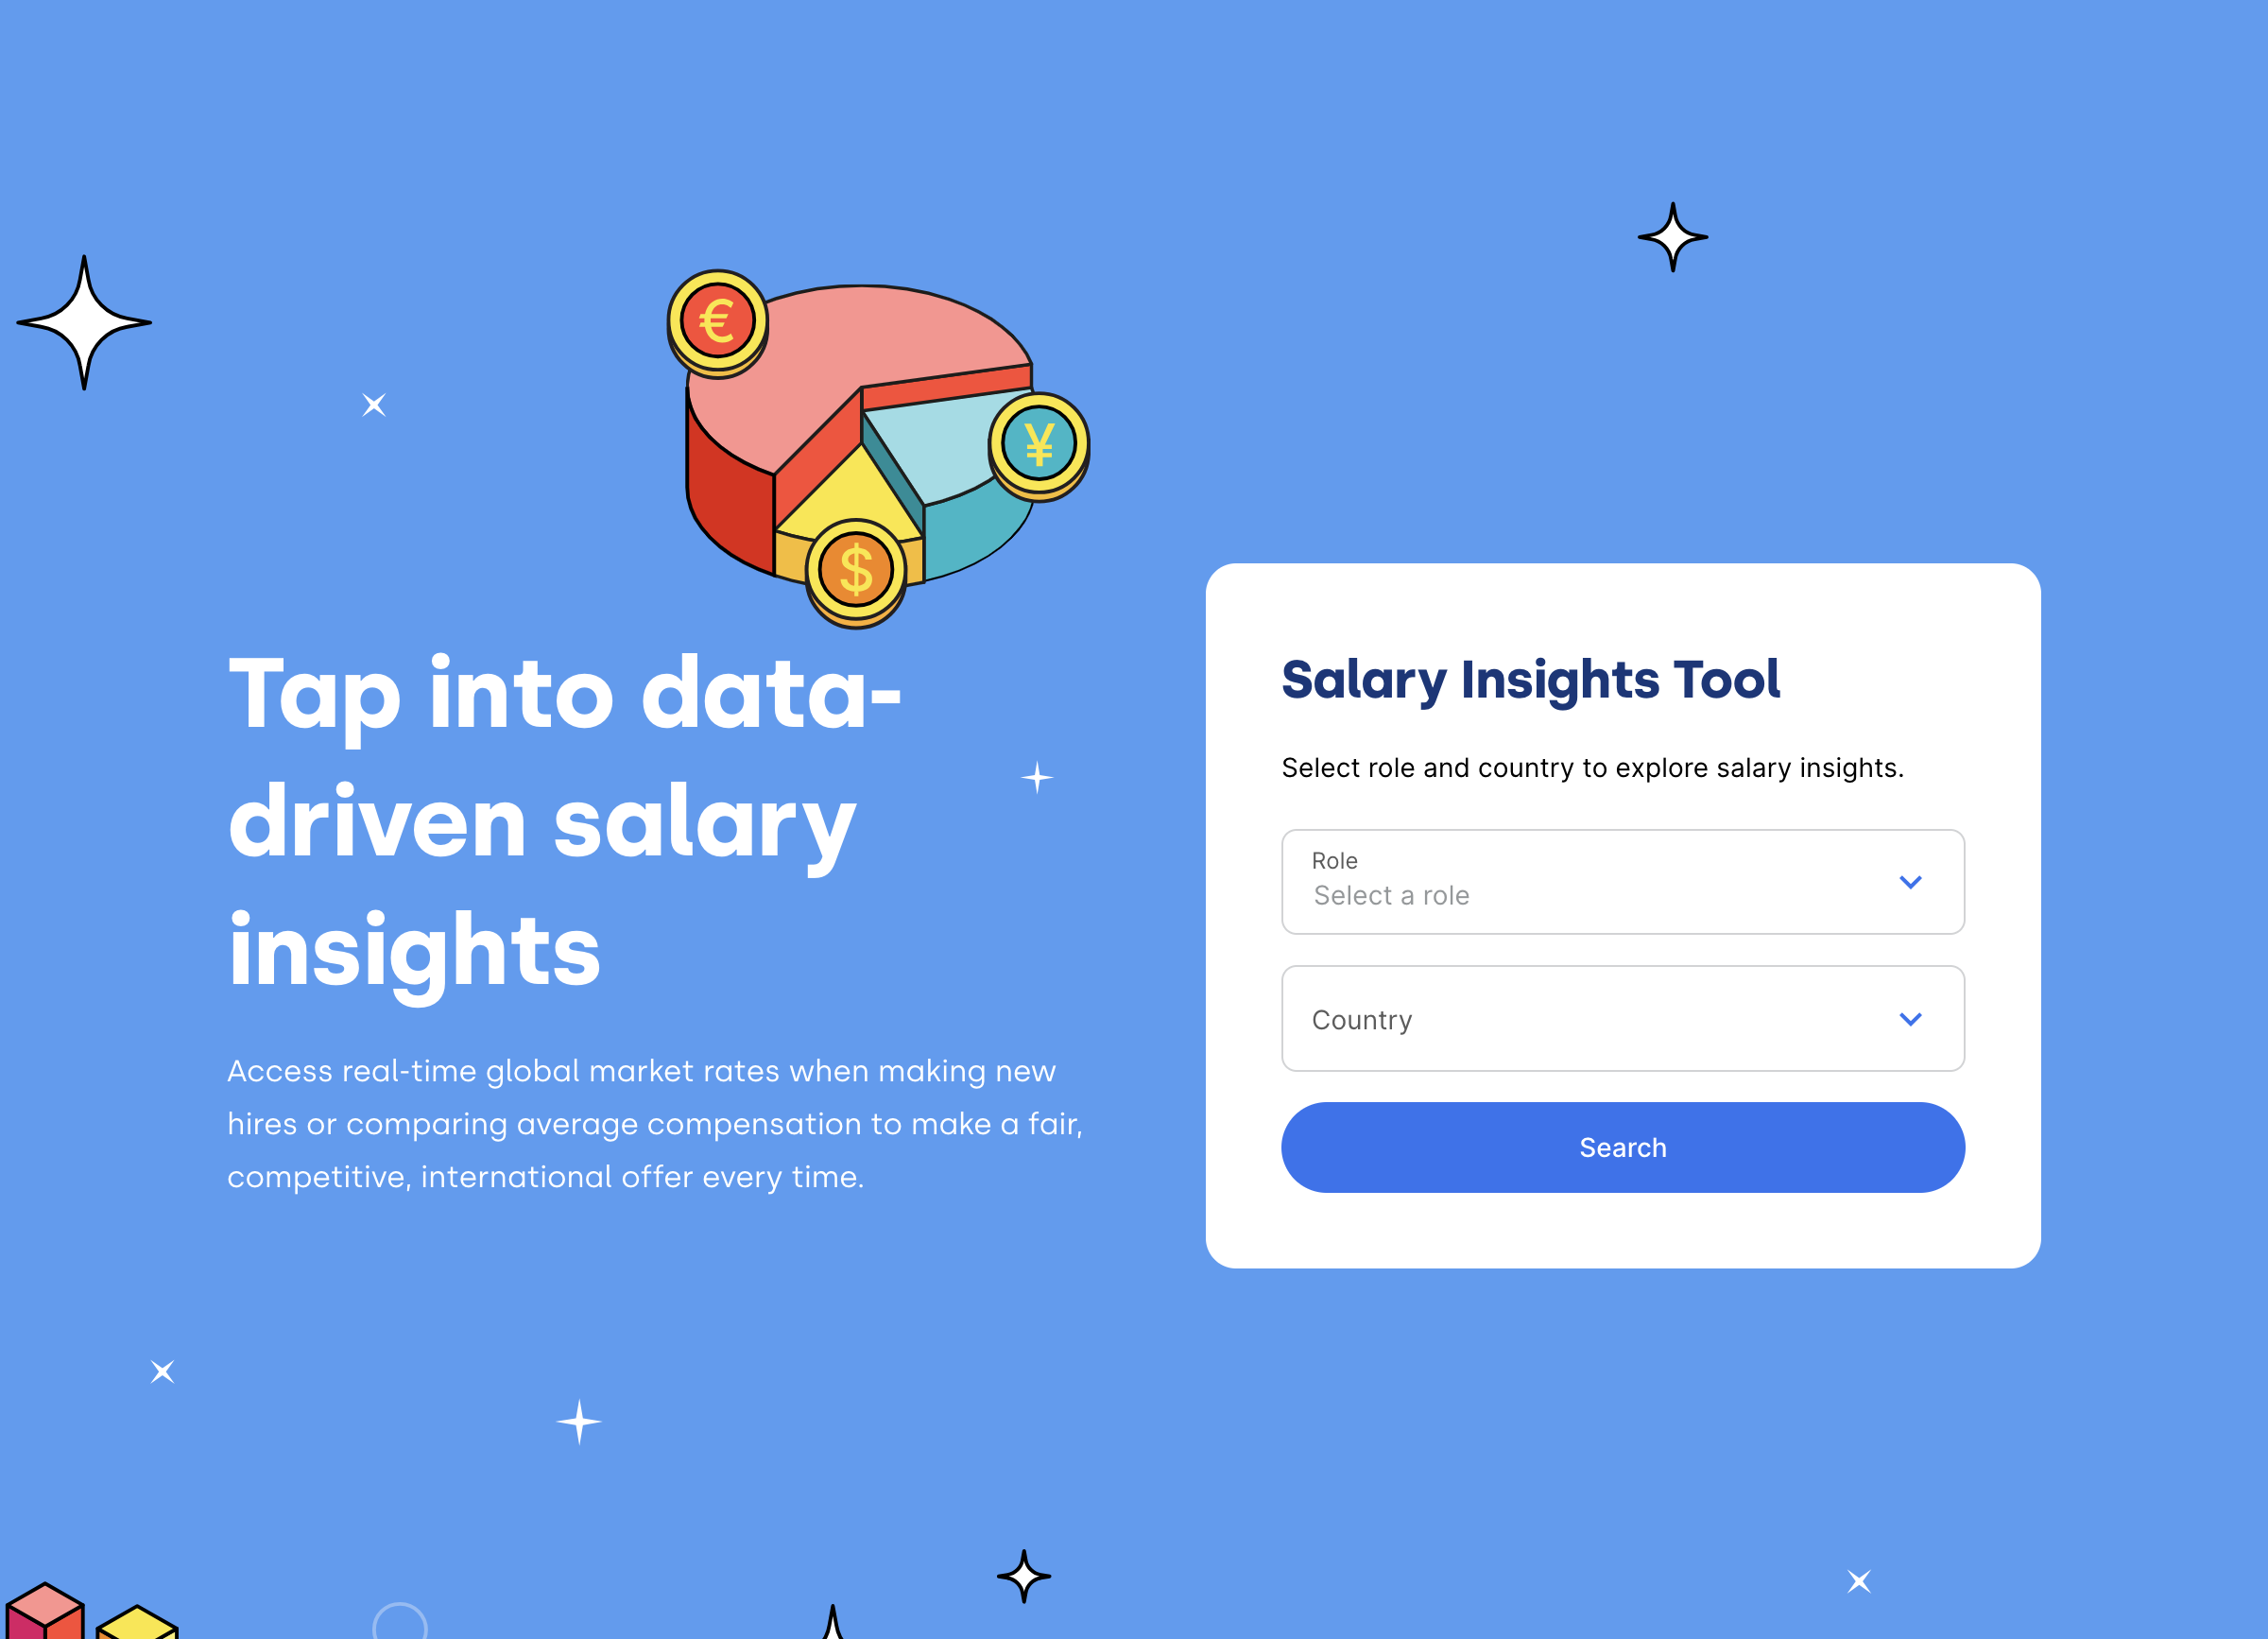 €
¥
$
Tap into data-
driven salary
insights
Access real-time global market rates when making new
hires or comparing average compensation to make a fair,
competitive, international offer every time.
Salary Insights Tool
Select role and country to explore salary insights.
Role
Select a role
Country
Search